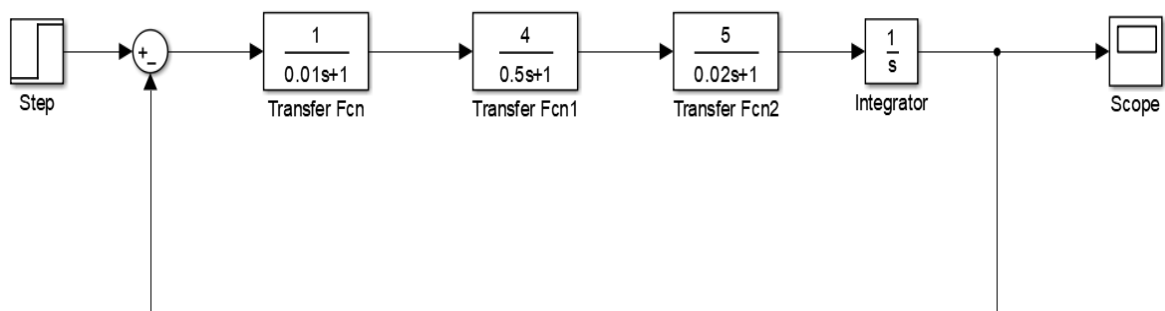 Step
+
−
1
0.01s+1
Transfer Fcn
4
0.5s+1
Transfer Fcn1
5
0.02s+1
Transfer Fcn2
1
s
Integrator
Scope